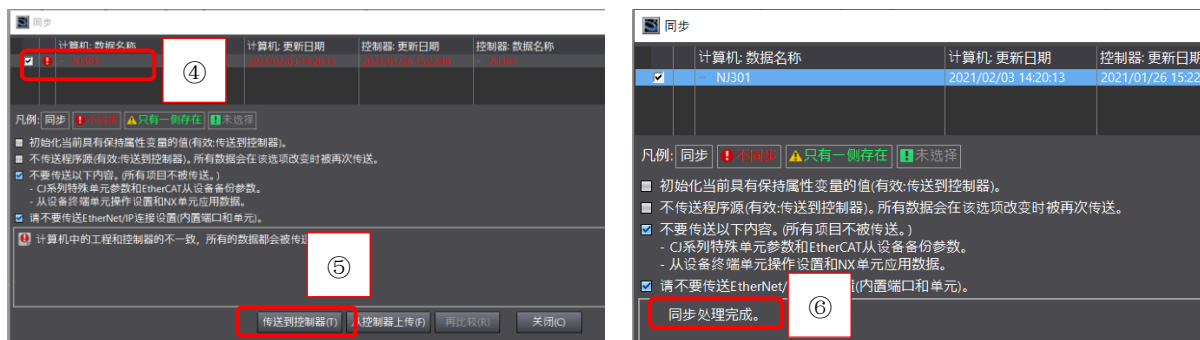 同步
计算机: 数据名称 计算机: 更新日期 控制器: 更新日期 控制器: 数据名称
NJ301 2021/02/03 14:20:13 2021/01/26 15:22:48 NJ301
④
凡例: 同步 不同步 只有一侧存在 未选择
初始化当前具有保持属性变量的值(有效:传送到控制器)。
不传送程序源(有效:传送到控制器)。所有数据会在该选项改变时被再次传送。
不要传送以下内容。(所有项目不被传送。)
- CJ系列特殊单元参数和EtherCAT从设备备份参数。
- 从设备终端单元操作设置和NX单元应用数据。
请不要传送EtherNet/IP连接设置(内置端口和单元)。
计算机中的工程和控制器的不一致，所有的数据都会被传送
⑤
传送到控制器(T) 从控制器上传(F) 再比较(R) 关闭(C)
同步
计算机: 数据名称 计算机: 更新日期 控制器: 更新日期
NJ301 2021/02/03 14:20:13 2021/01/26 15:22
凡例: 同步 不同步 只有一侧存在 未选择
初始化当前具有保持属性变量的值(有效:传送到控制器)。
不传送程序源(有效:传送到控制器)。所有数据会在该选项改变时被再次传送。
不要传送以下内容。(所有项目不被传送。)
- CJ系列特殊单元参数和EtherCAT从设备备份参数。
- 从设备终端单元操作设置和NX单元应用数据。
请不要传送EtherNet/ 置(内置端口和单元)。
同步处理完成。
⑥